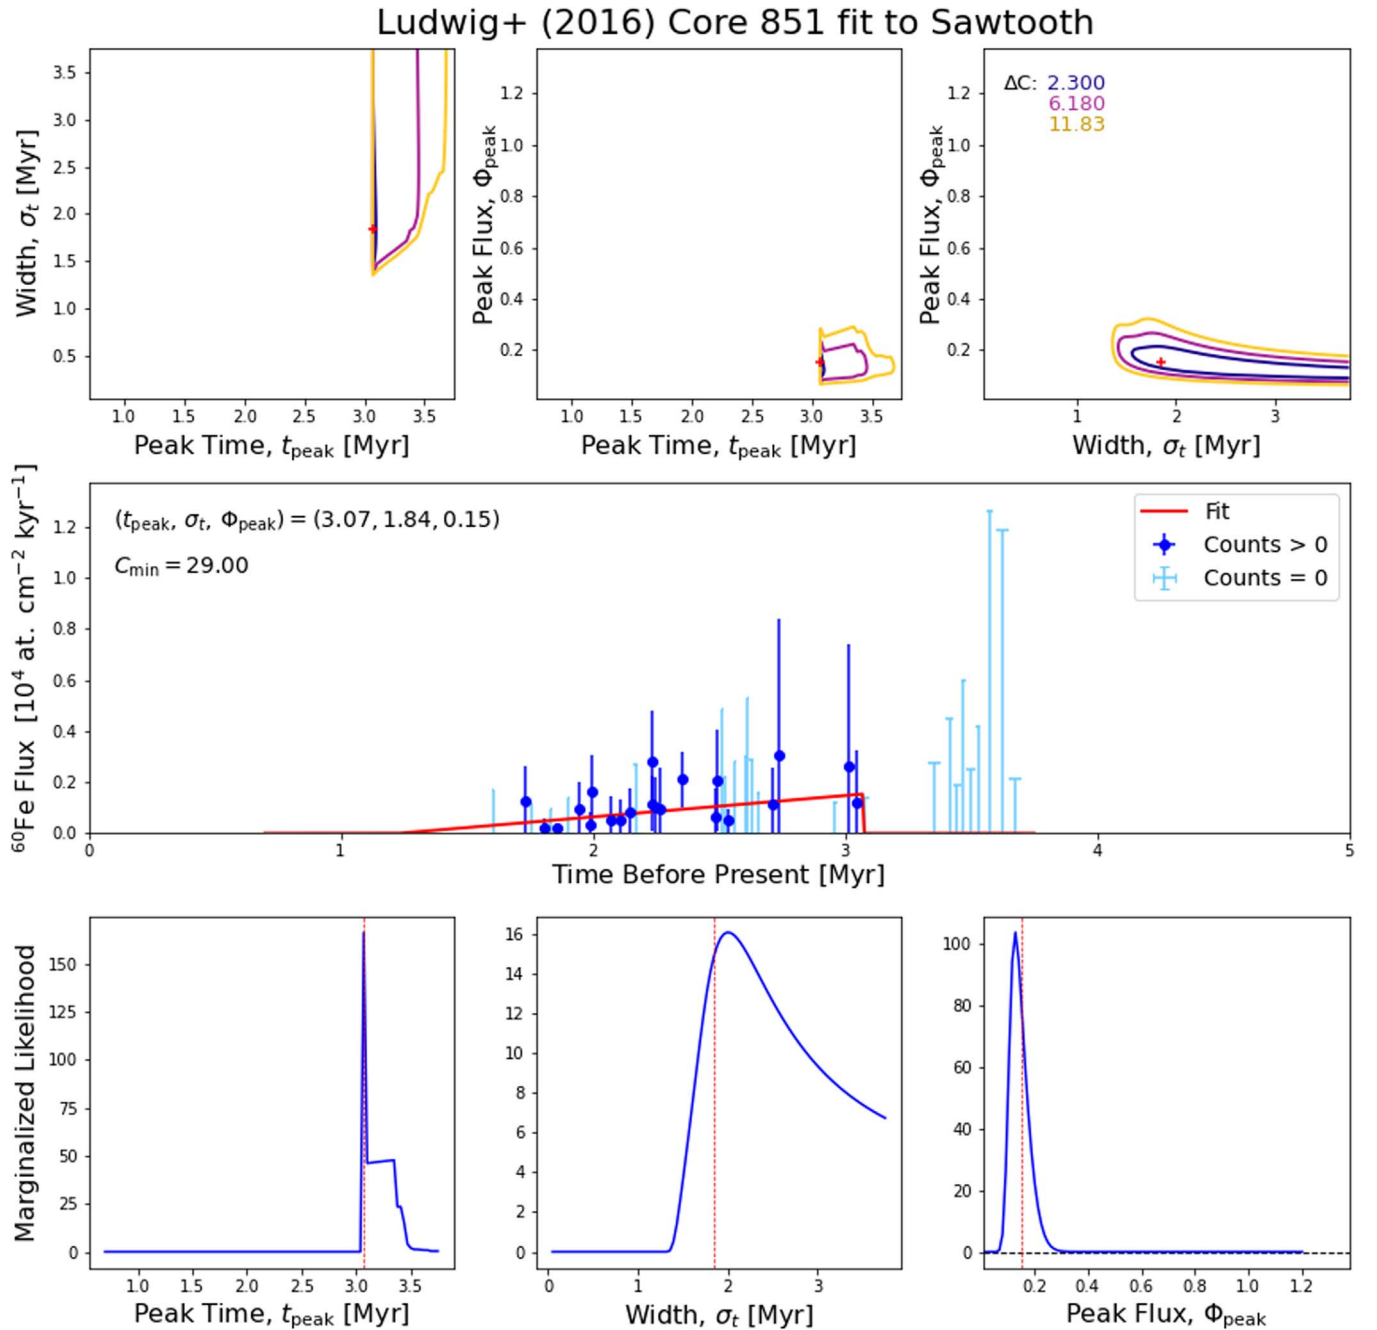 Ludwig+ (2016) Core 851 fit to Sawtooth
Width, σt [Myr]
3.5
3.0
2.5
2.0
1.5
1.0
0.5
1.0 1.5 2.0 2.5 3.0 3.5
Peak Time, tpeak [Myr]
Peak Flux, Φpeak
1.2
1.0
0.8
0.6
0.4
0.2
1.0 1.5 2.0 2.5 3.0 3.5
Peak Time, tpeak [Myr]
Peak Flux, Φpeak
ΔC: 2.300
6.180
11.83
1.2
1.0
0.8
0.6
0.4
0.2
1 2 3
Width, σt [Myr]
⁶⁰Fe Flux [10⁴ at. cm⁻² kyr⁻¹]
1.2
1.0
0.8
0.6
0.4
0.2
0.0
(tpeak, σt, Φpeak) = (3.07, 1.84, 0.15)
Cmin = 29.00
Fit
Counts > 0
Counts = 0
0 1 2 3 4 5
Time Before Present [Myr]
Marginalized Likelihood
150
125
100
75
50
25
0
1.0 1.5 2.0 2.5 3.0 3.5
Peak Time, tpeak [Myr]
16
14
12
10
8
6
4
2
0
0 1 2 3
Width, σt [Myr]
100
80
60
40
20
0
0.2 0.4 0.6 0.8 1.0 1.2
Peak Flux, Φpeak